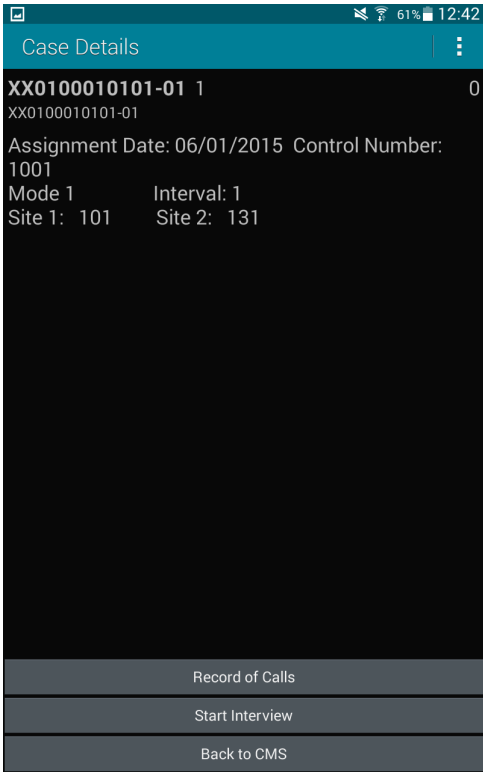 61% 12:42
Case Details
XX0100010101-01 1 0
XX0100010101-01
Assignment Date: 06/01/2015 Control Number:
1001
Mode 1 Interval: 1
Site 1: 101 Site 2: 131
Record of Calls
Start Interview
Back to CMS